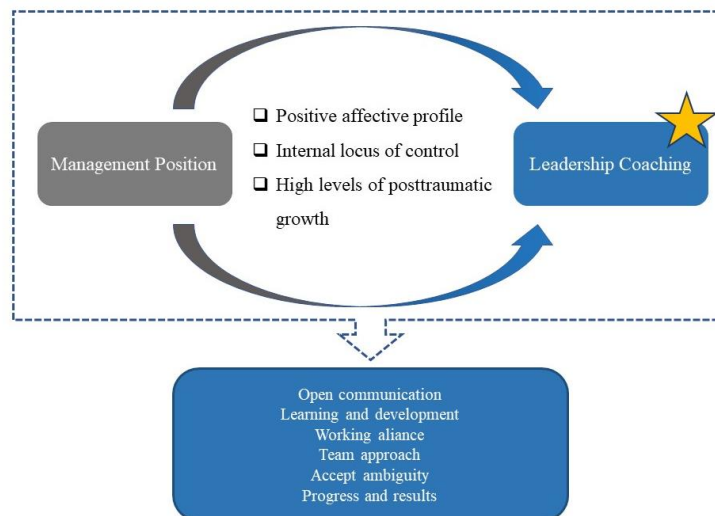 Management Position
❑ Positive affective profile
❑ Internal locus of control
❑ High levels of posttraumatic
growth
Leadership Coaching
Open communication
Learning and development
Working aliance
Team approach
Accept ambiguity
Progress and results